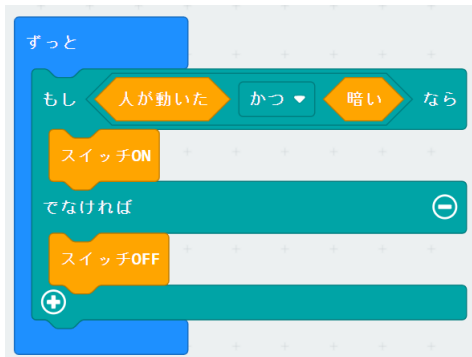 ずっと
もし 人が動いた かつ 暗い なら
スイッチON
でなければ
スイッチOFF